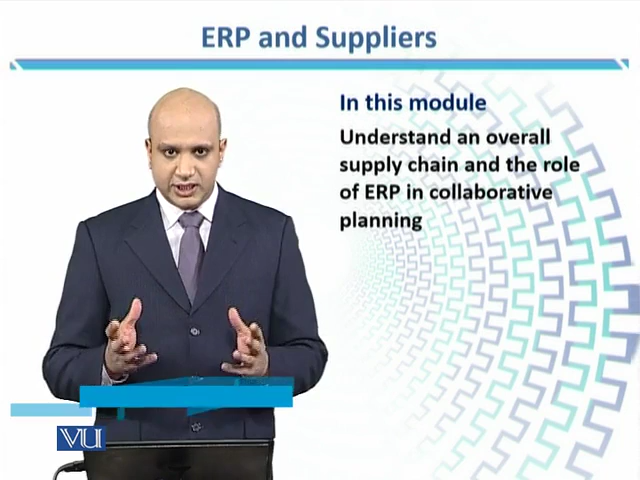 ERP and Suppliers
In this module
Understand an overall
supply chain and the role
of ERP in collaborative
planning
VU